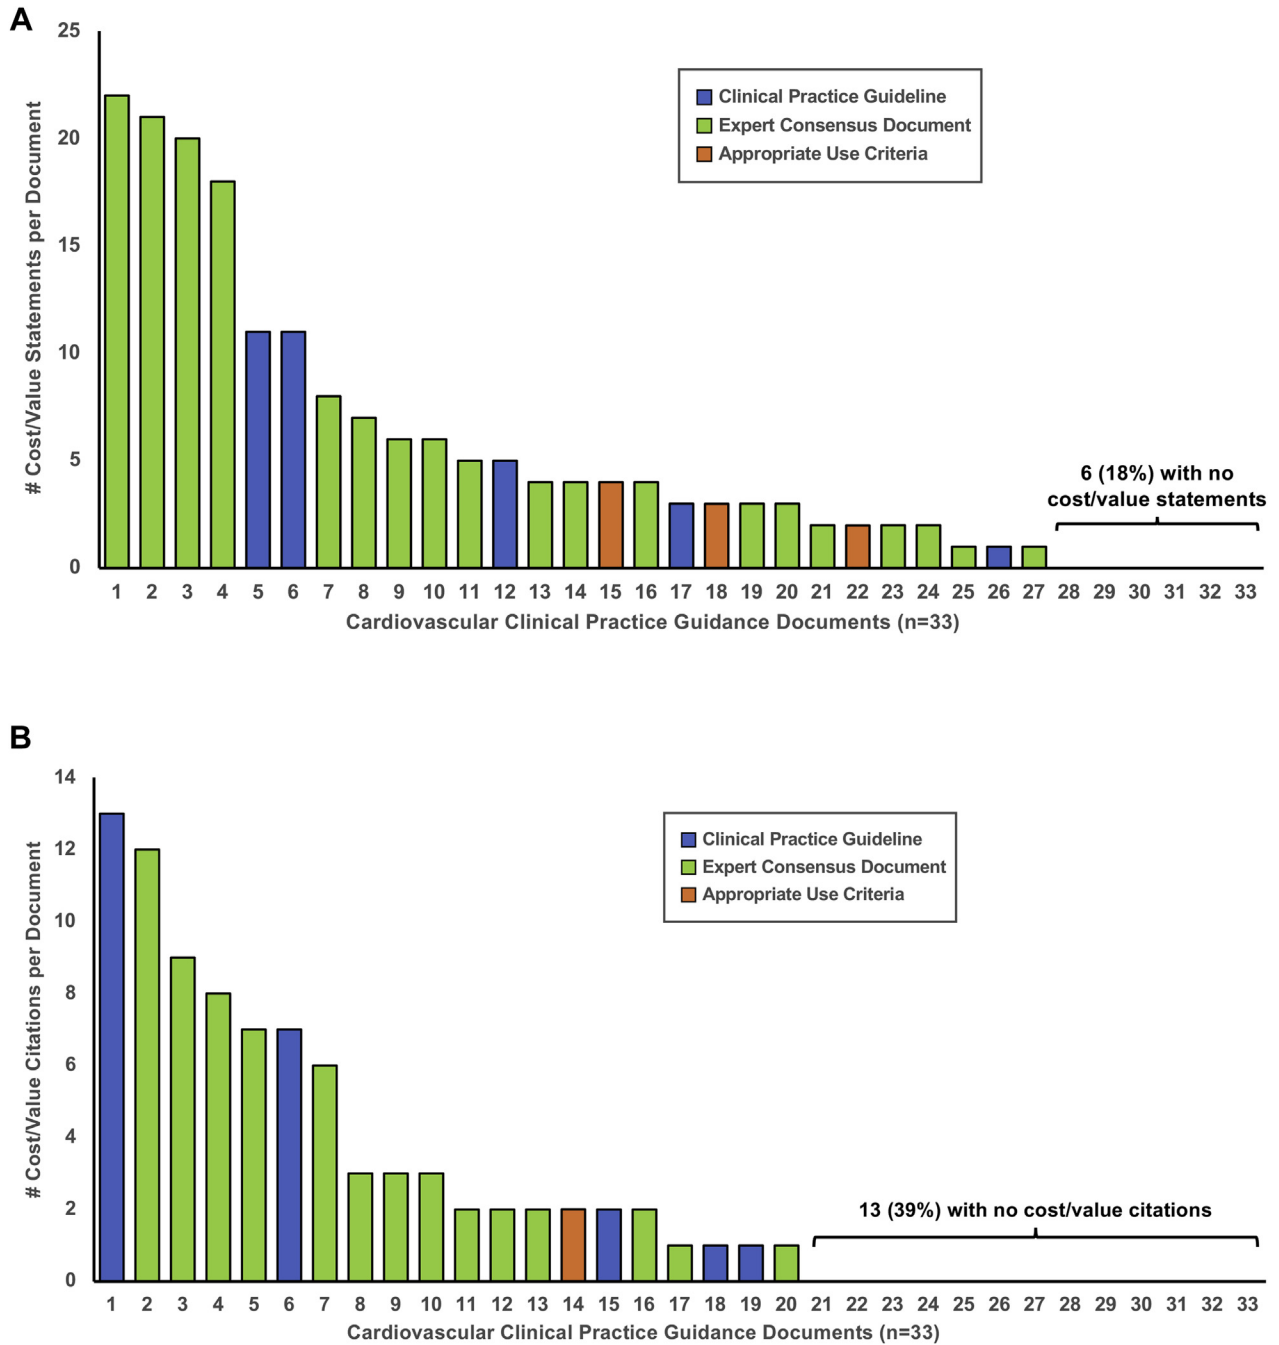 A
25
20
15
10
5
0
# Cost/Value Statements per Document
Clinical Practice Guideline
Expert Consensus Document
Appropriate Use Criteria
6 (18%) with no
cost/value statements
1 2 3 4 5 6 7 8 9 10 11 12 13 14 15 16 17 18 19 20 21 22 23 24 25 26 27 28 29 30 31 32 33
Cardiovascular Clinical Practice Guidance Documents (n=33)
B
14
12
10
8
6
4
2
0
# Cost/Value Citations per Document
Clinical Practice Guideline
Expert Consensus Document
Appropriate Use Criteria
13 (39%) with no cost/value citations
1 2 3 4 5 6 7 8 9 10 11 12 13 14 15 16 17 18 19 20 21 22 23 24 25 26 27 28 29 30 31 32 33
Cardiovascular Clinical Practice Guidance Documents (n=33)